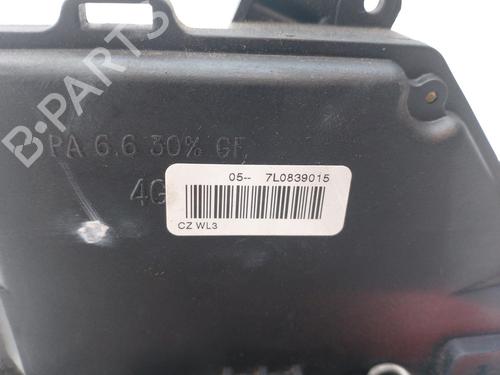 B-PARTS
PA 6.6 30% GF
4G
05-- 7L0839015
CZ WL3